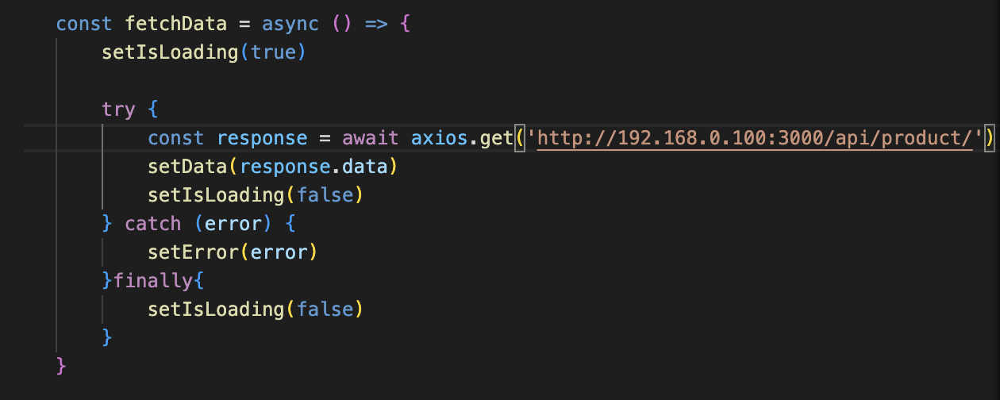 const fetchData = async () => {
setIsLoading(true)
try {
const response = await axios.get('http://192.168.0.100:3000/api/product/')
setData(response.data)
setIsLoading(false)
} catch (error) {
setError(error)
}finally{
setIsLoading(false)
}
}